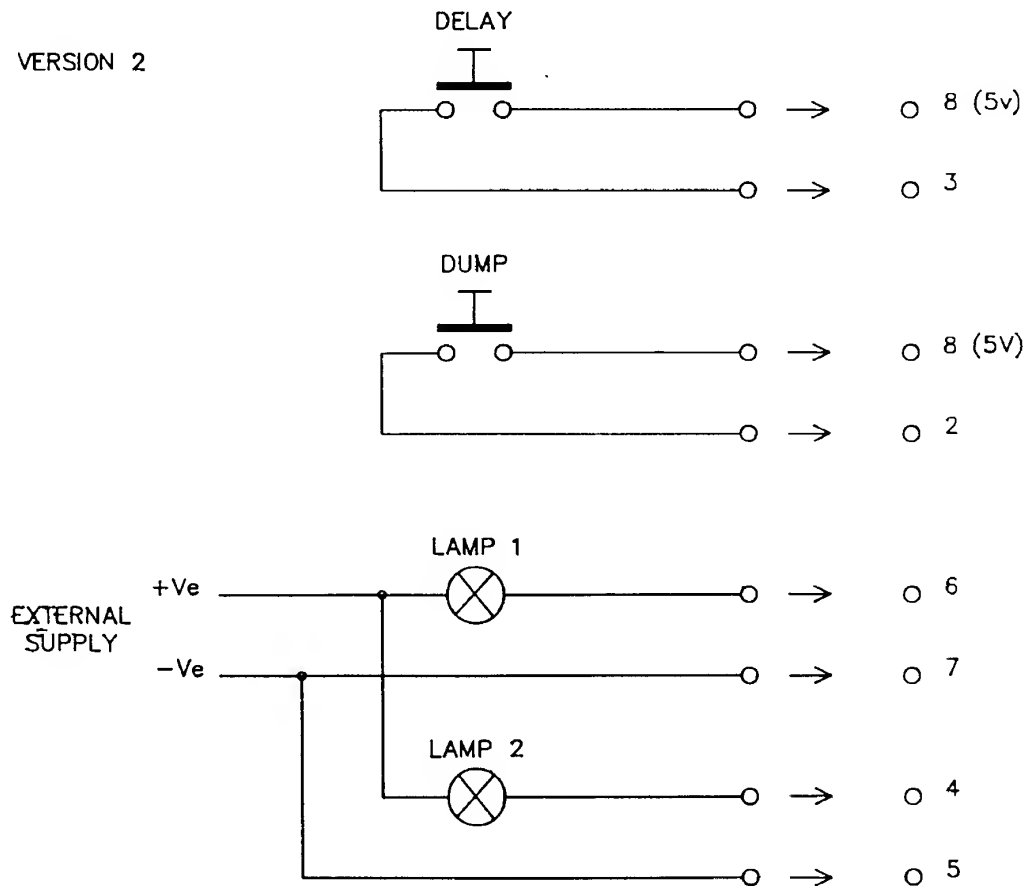 VERSION 2
DELAY
8 (5v)
3
DUMP
8 (5V)
2
LAMP 1
+Ve
6
EXTERNAL
SUPPLY
-Ve
7
LAMP 2
4
5